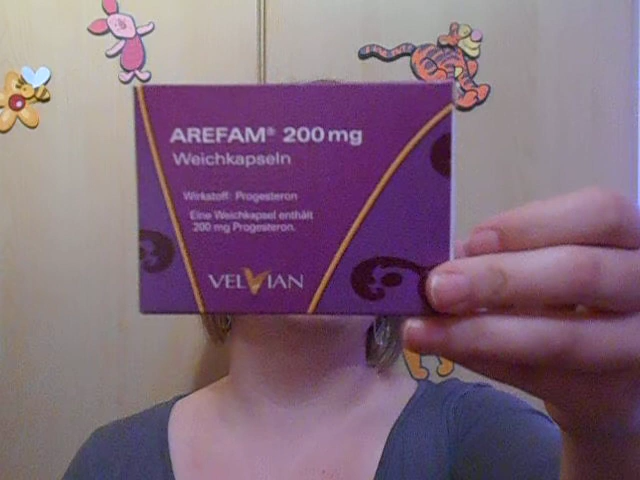 AREFAM® 200 mg
Weichkapseln
Wirkstoff: Progesteron
Eine Weichkapsel enthält
200 mg Progesteron.
VELVIAN